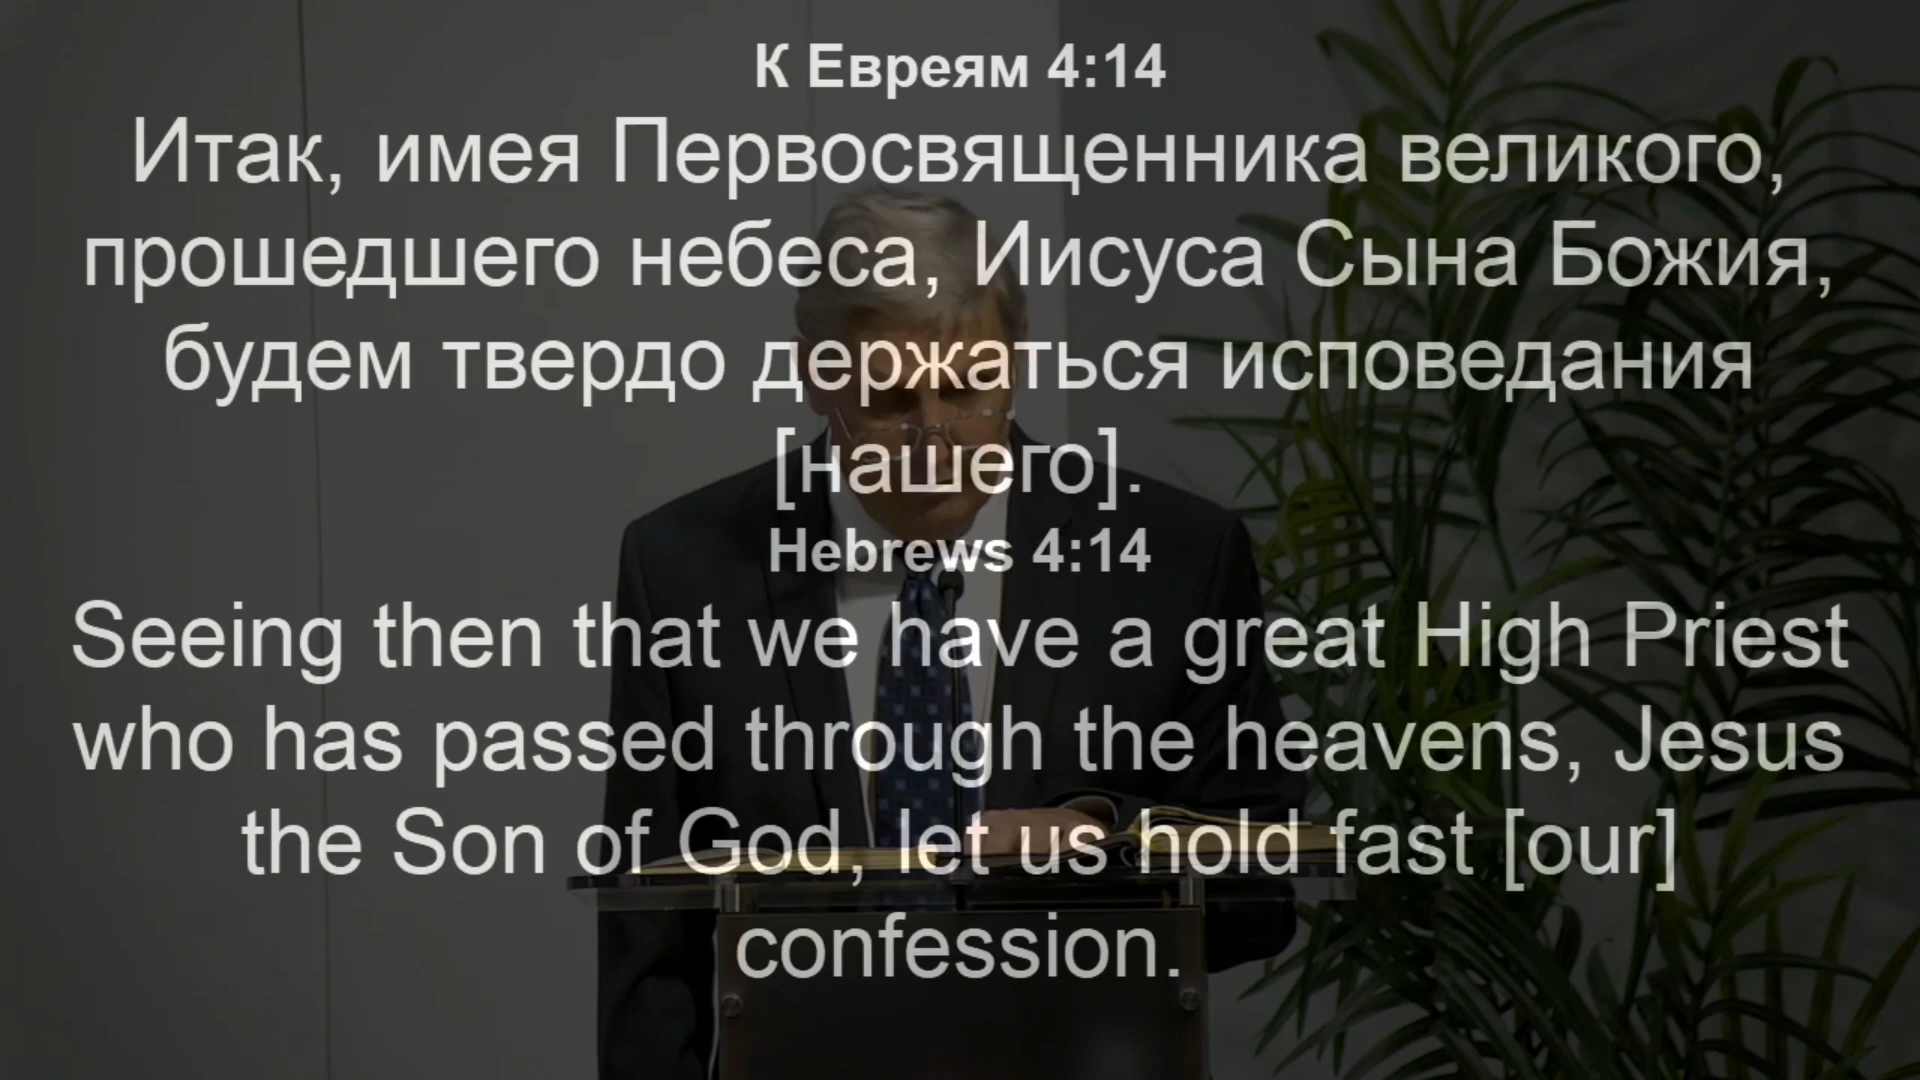 К Евреям 4:14
Итак, имея Первосвященника великого,
прошедшего небеса, Иисуса Сына Божия,
будем твердо держаться исповедания
[нашего].
Hebrews 4:14
Seeing then that we have a great High Priest
who has passed through the heavens, Jesus
the Son of God, let us hold fast [our]
confession.